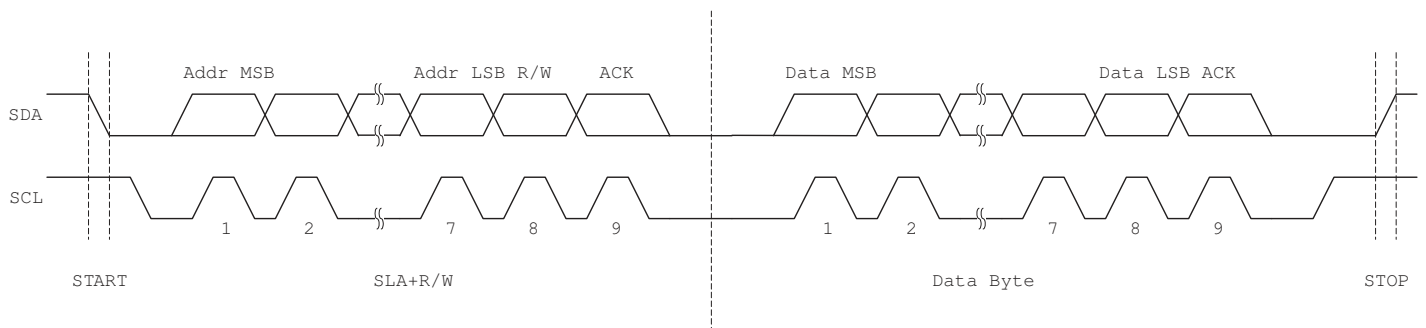 Addr MSB Addr LSB R/W ACK Data MSB Data LSB ACK
SDA
SCL
1 2 7 8 9 1 2 7 8 9
START SLA+R/W Data Byte STOP